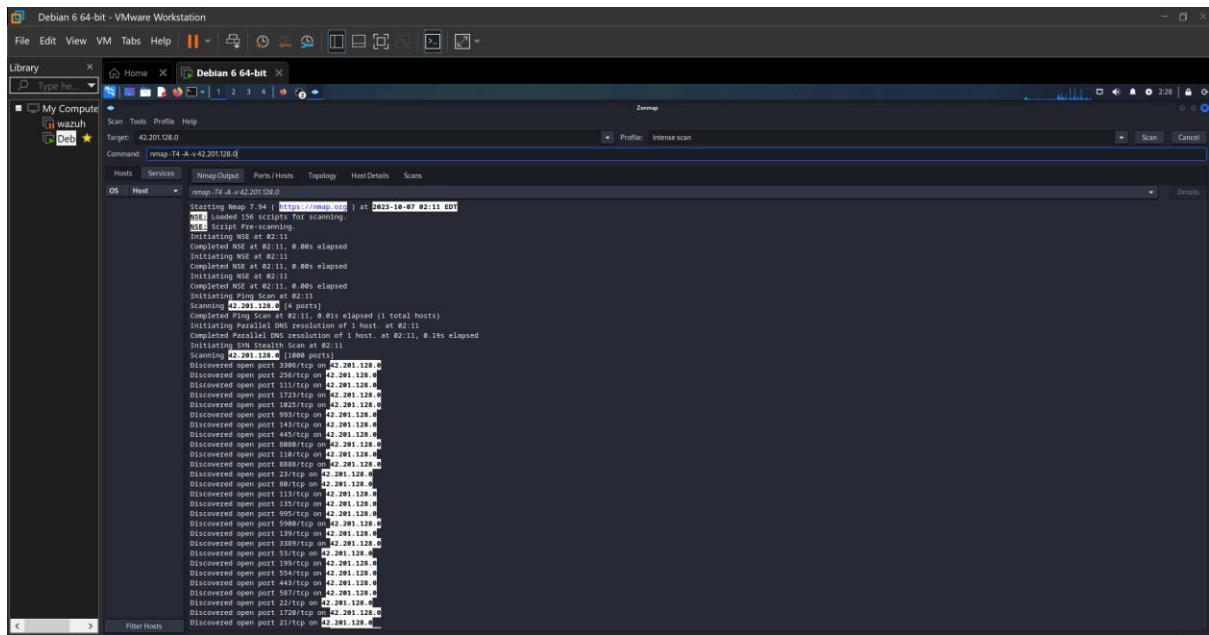 Debian 6 64-bit - VMware Workstation
File Edit View VM Tabs Help
Library
Home
Debian 6 64-bit
Type he...
1 2 3 4
2:28
My Compute
wazuh
Deb
Zenmap
Scan Tools Profile Help
Target: 42.201.128.0
Profile: Intense scan
Scan
Cancel
Command: nmap -T4 -A -v 42.201.128.0
Hosts Services
Nmap Output Ports / Hosts Topology Host Details Scans
OS Host
nmap -T4 -A -v 42.201.128.0
Details
Starting Nmap 7.94 ( https://nmap.org ) at 2023-10-07 02:11 EDT
NSE: Loaded 156 scripts for scanning.
NSE: Script Pre-scanning.
Initiating NSE at 02:11
Completed NSE at 02:11, 0.00s elapsed
Initiating NSE at 02:11
Completed NSE at 02:11, 0.00s elapsed
Initiating NSE at 02:11
Completed NSE at 02:11, 0.00s elapsed
Initiating Ping Scan at 02:11
Scanning 42.201.128.0 [4 ports]
Completed Ping Scan at 02:11, 0.01s elapsed (1 total hosts)
Initiating Parallel DNS resolution of 1 host. at 02:11
Completed Parallel DNS resolution of 1 host. at 02:11, 0.19s elapsed
Initiating SYN Stealth Scan at 02:11
Scanning 42.201.128.0 [1000 ports]
Discovered open port 3306/tcp on 42.201.128.0
Discovered open port 256/tcp on 42.201.128.0
Discovered open port 111/tcp on 42.201.128.0
Discovered open port 1723/tcp on 42.201.128.0
Discovered open port 1025/tcp on 42.201.128.0
Discovered open port 993/tcp on 42.201.128.0
Discovered open port 143/tcp on 42.201.128.0
Discovered open port 445/tcp on 42.201.128.0
Discovered open port 8080/tcp on 42.201.128.0
Discovered open port 110/tcp on 42.201.128.0
Discovered open port 8888/tcp on 42.201.128.0
Discovered open port 23/tcp on 42.201.128.0
Discovered open port 80/tcp on 42.201.128.0
Discovered open port 113/tcp on 42.201.128.0
Discovered open port 135/tcp on 42.201.128.0
Discovered open port 995/tcp on 42.201.128.0
Discovered open port 5900/tcp on 42.201.128.0
Discovered open port 139/tcp on 42.201.128.0
Discovered open port 3389/tcp on 42.201.128.0
Discovered open port 53/tcp on 42.201.128.0
Discovered open port 199/tcp on 42.201.128.0
Discovered open port 554/tcp on 42.201.128.0
Discovered open port 443/tcp on 42.201.128.0
Discovered open port 587/tcp on 42.201.128.0
Discovered open port 22/tcp on 42.201.128.0
Discovered open port 1720/tcp on 42.201.128.0
Discovered open port 21/tcp on 42.201.128.0
Filter Hosts